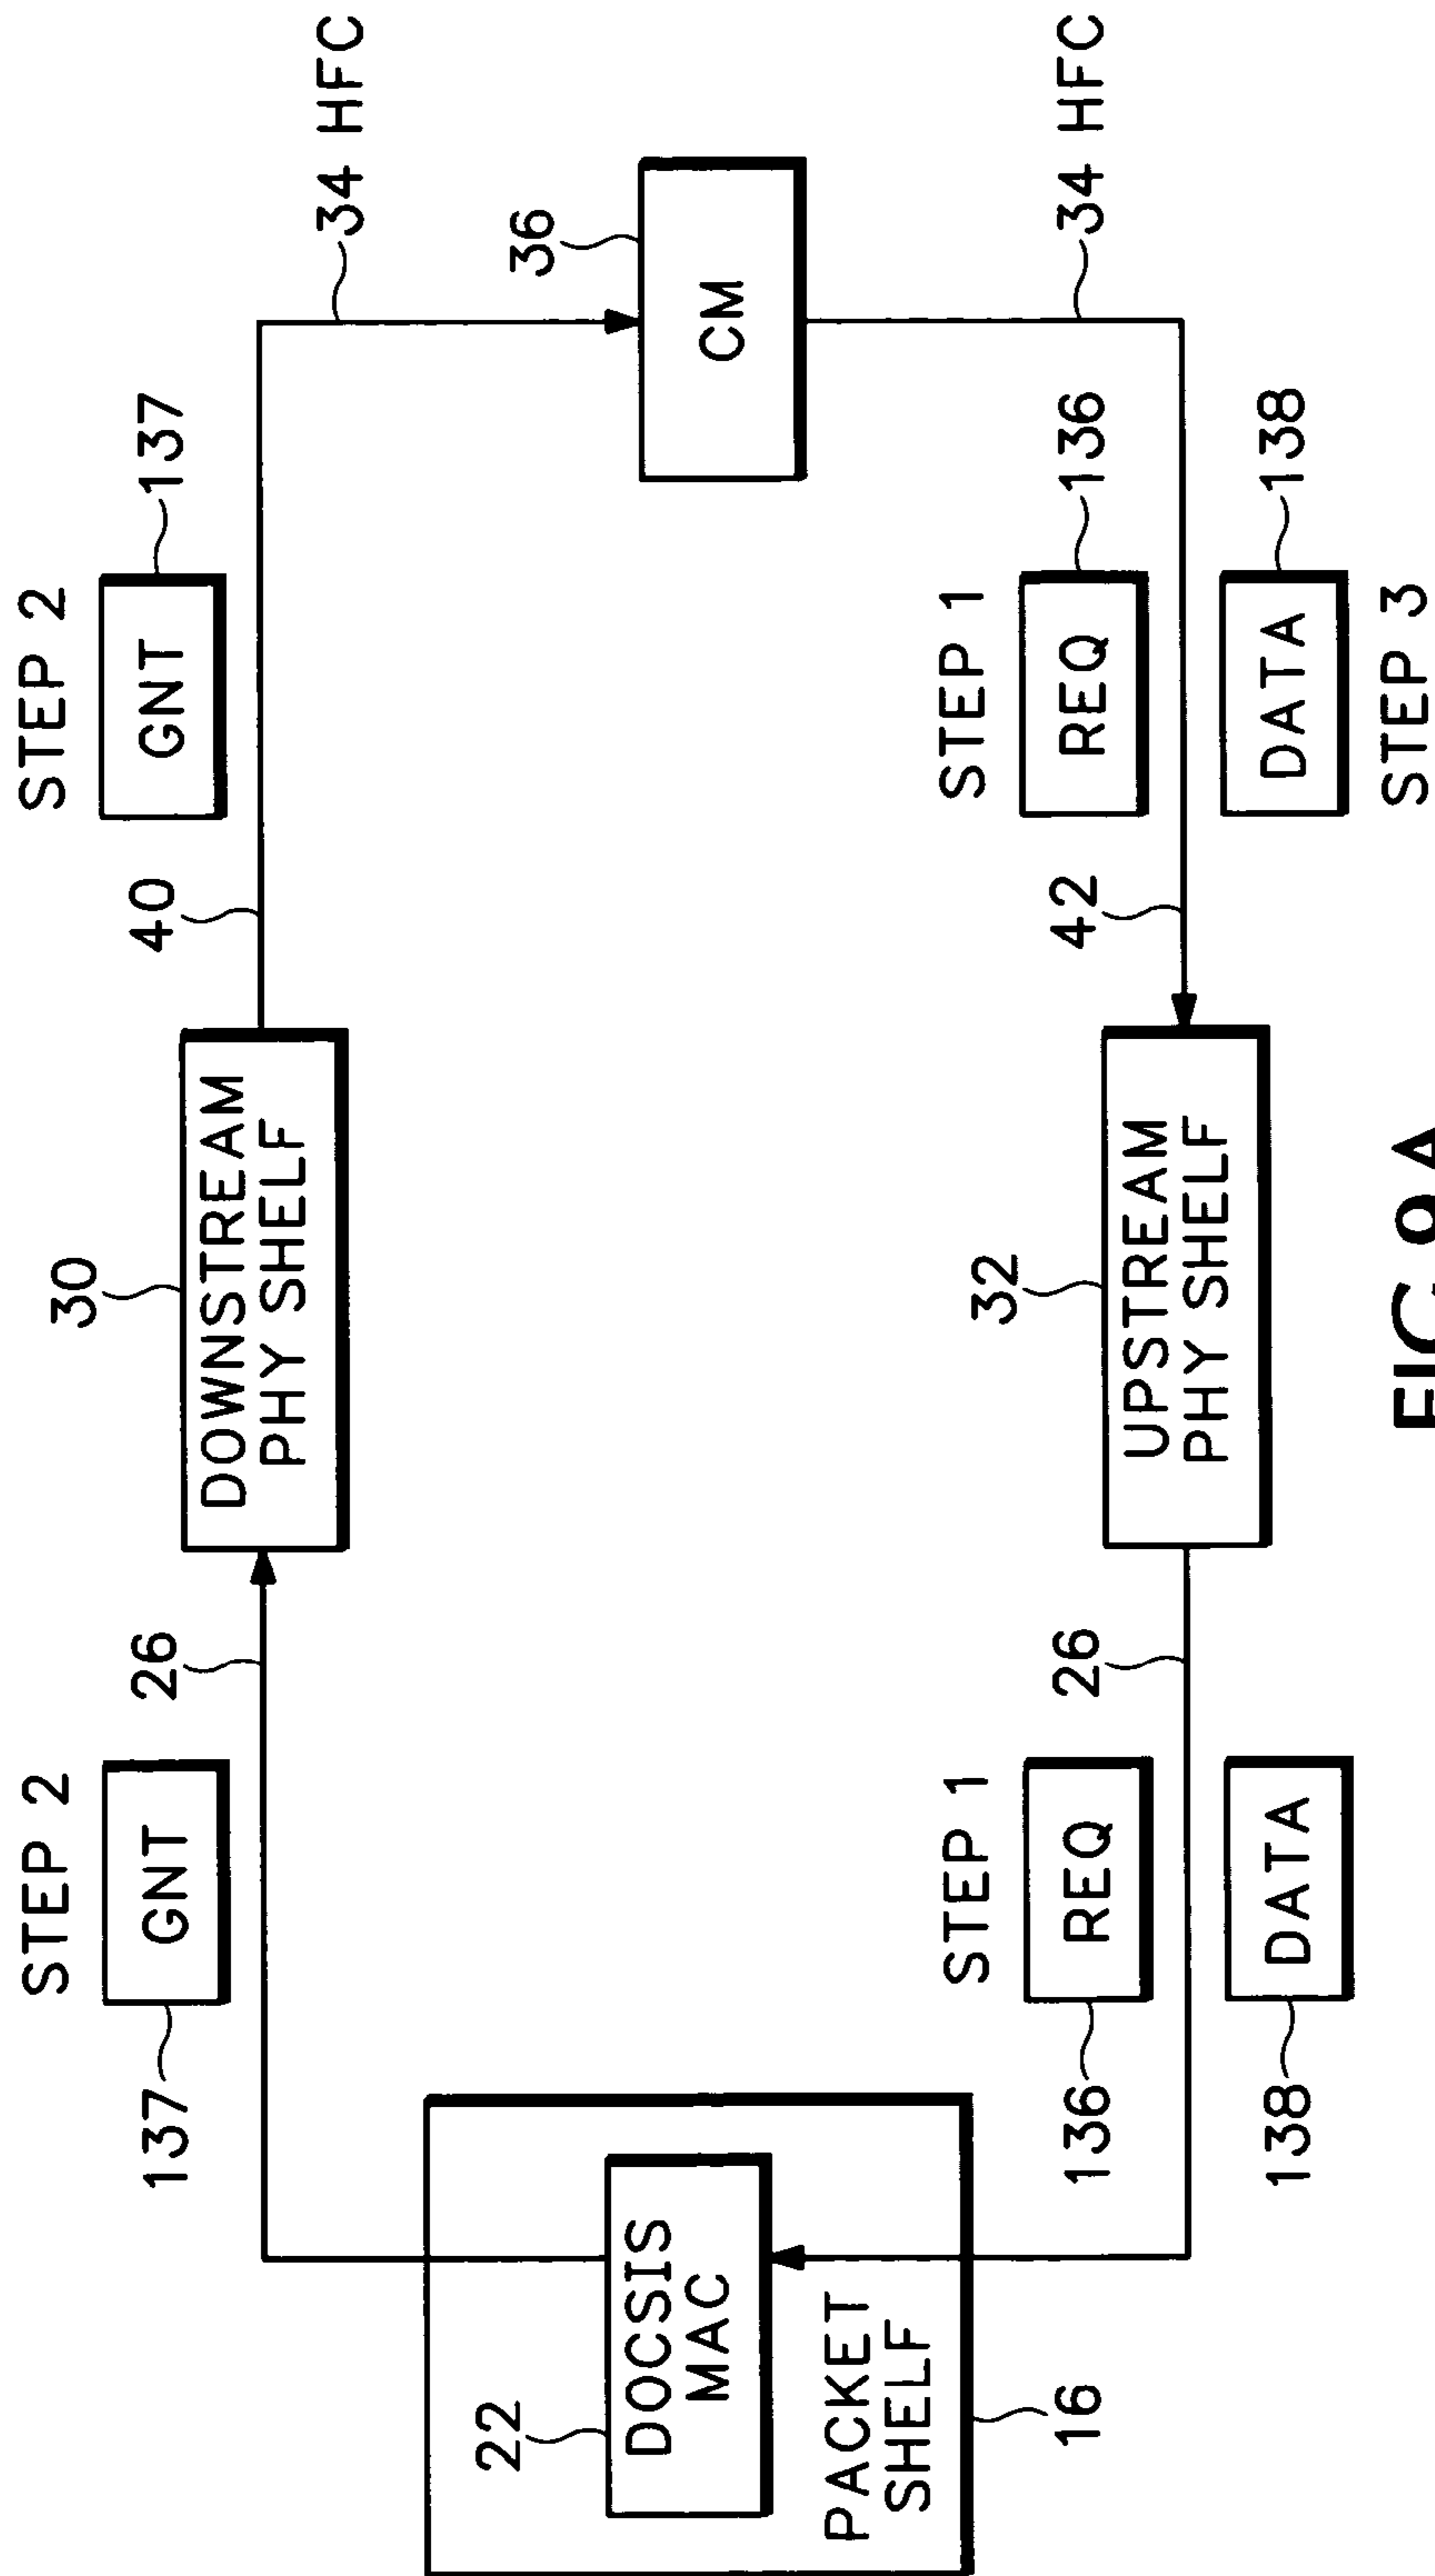 STEP 2
STEP 2
30
137
GNT
26
DOWNSTREAM
PHY SHELF
40
GNT
137
34 HFC
22
DOCSIS
MAC
PACKET
SHELF
16
36
CM
STEP 1
STEP 1
32
136
REQ
26
UPSTREAM
PHY SHELF
42
REQ
136
34 HFC
138
DATA
DATA
138
STEP 3
FIG